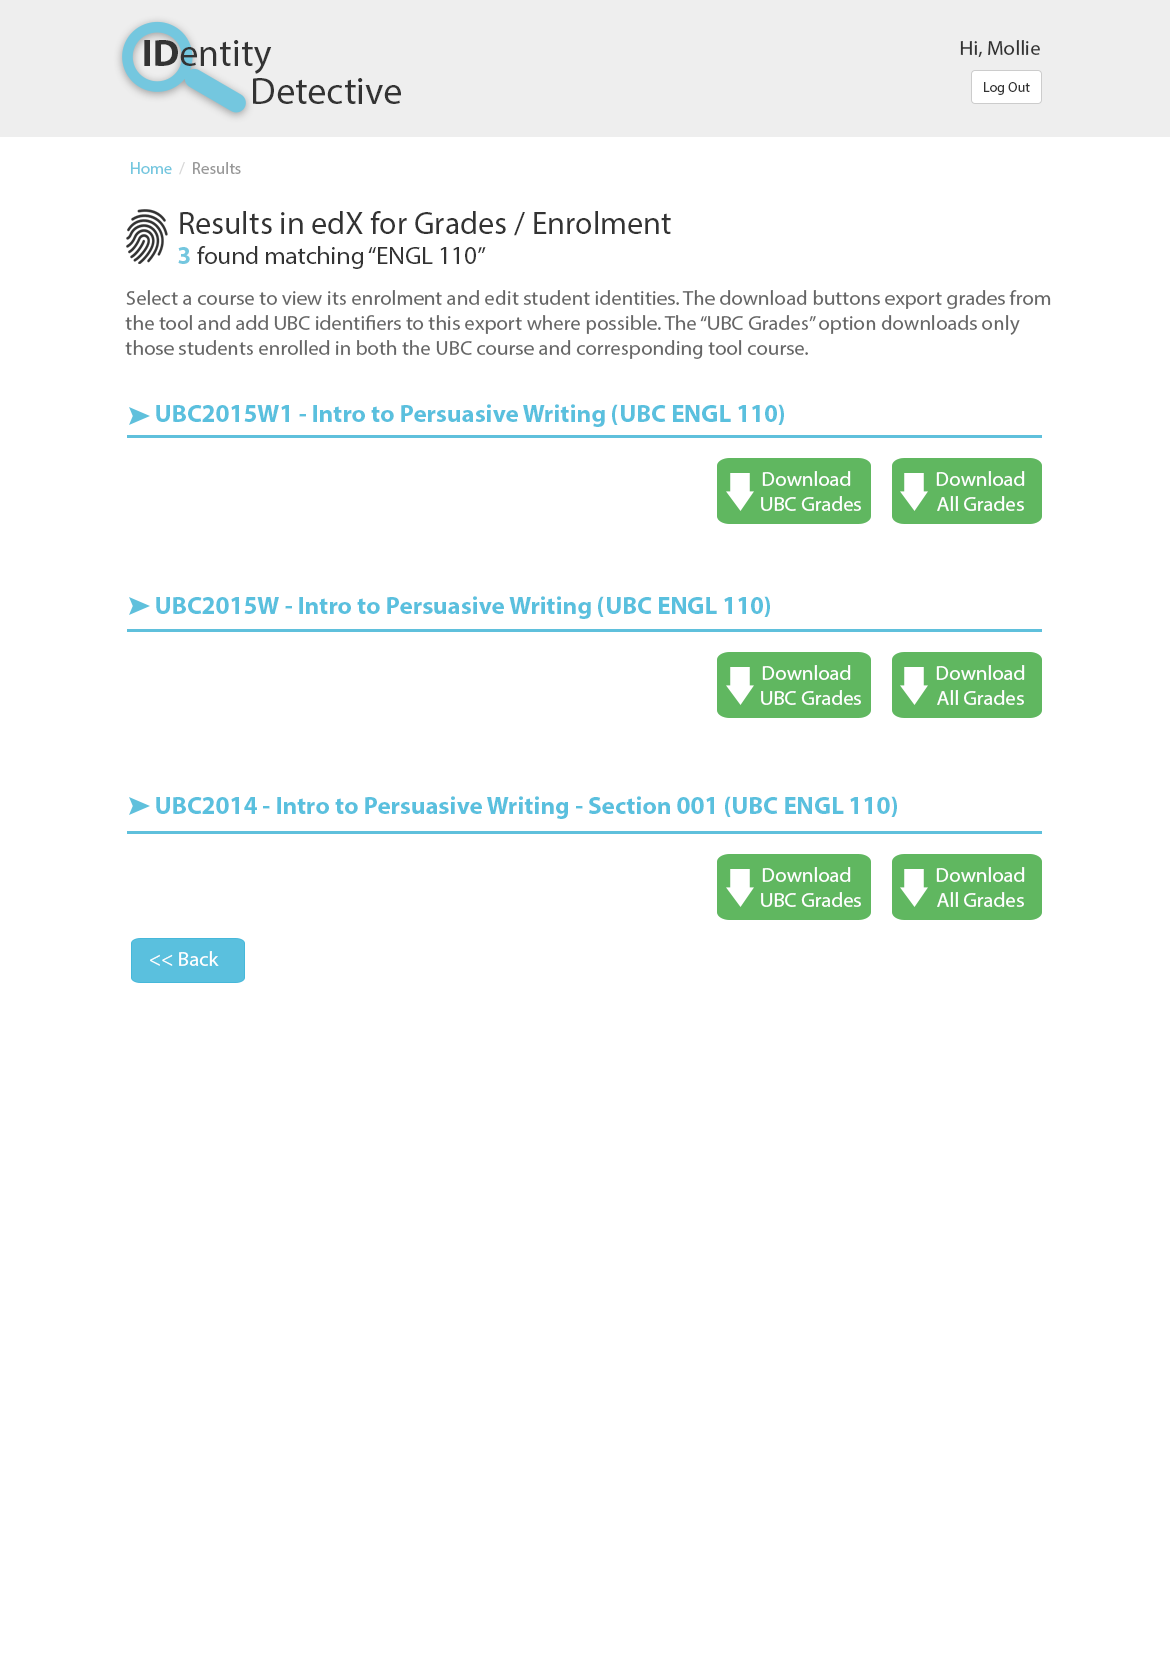 IDentity
Detective
Hi, Mollie
Log Out
Home / Results
Results in edX for Grades / Enrolment
3 found matching “ENGL 110”
Select a course to view its enrolment and edit student identities. The download buttons export grades from
the tool and add UBC identifiers to this export where possible. The “UBC Grades” option downloads only
those students enrolled in both the UBC course and corresponding tool course.
UBC2015W1 - Intro to Persuasive Writing (UBC ENGL 110)
Download
UBC Grades
Download
All Grades
UBC2015W - Intro to Persuasive Writing (UBC ENGL 110)
Download
UBC Grades
Download
All Grades
UBC2014 - Intro to Persuasive Writing - Section 001 (UBC ENGL 110)
Download
UBC Grades
Download
All Grades
<< Back